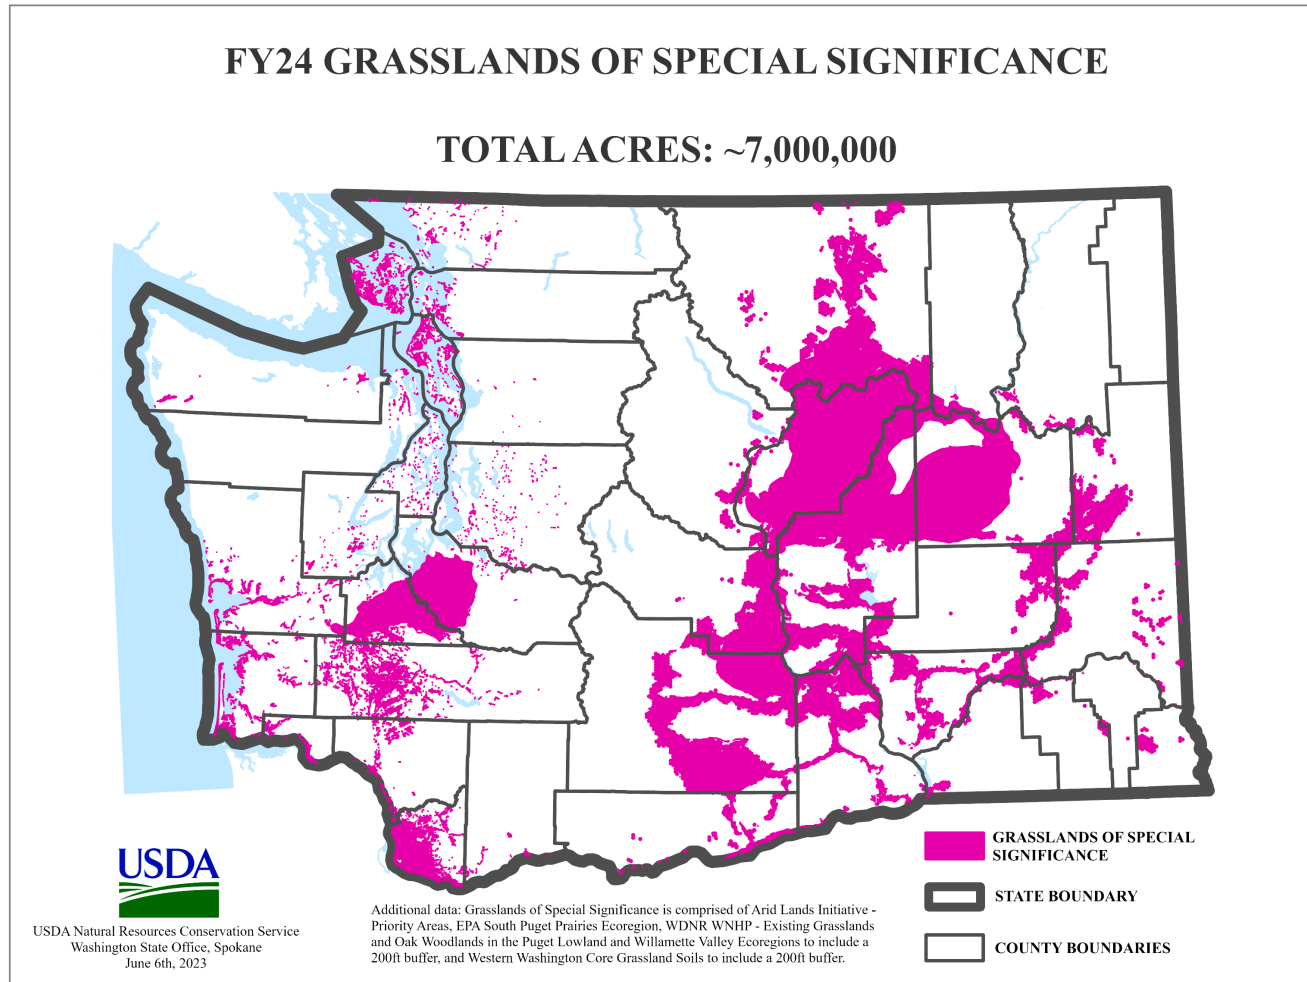 FY24 GRASSLANDS OF SPECIAL SIGNIFICANCE
TOTAL ACRES: ~7,000,000
GRASSLANDS OF SPECIAL
SIGNIFICANCE
STATE BOUNDARY
COUNTY BOUNDARIES
USDA
USDA Natural Resources Conservation Service
Washington State Office, Spokane
June 6th, 2023
Additional data: Grasslands of Special Significance is comprised of Arid Lands Initiative -
Priority Areas, EPA South Puget Prairies Ecoregion, WDNR WNHP - Existing Grasslands
and Oak Woodlands in the Puget Lowland and Willamette Valley Ecoregions to include a
200ft buffer, and Western Washington Core Grassland Soils to include a 200ft buffer.